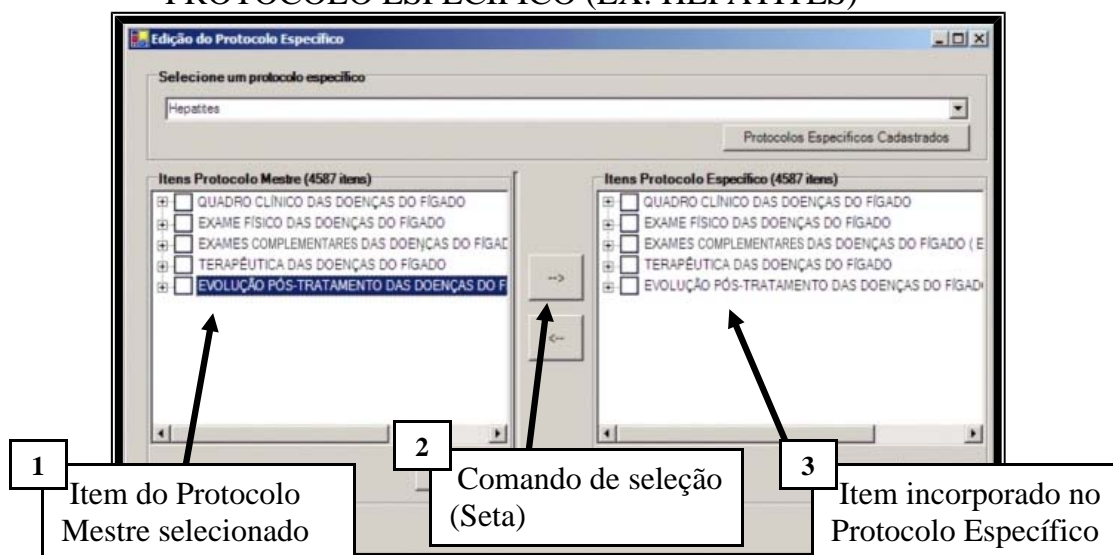 PROTOCOLO ESPECÍFICO (EX: HEPATITES)
Edição do Protocolo Específico
Selecione um protocolo específico
Hepatites
Protocolos Especificos Cadastrados
Itens Protocolo Mestre (4587 itens)
QUADRO CLÍNICO DAS DOENÇAS DO FÍGADO
EXAME FÍSICO DAS DOENÇAS DO FÍGADO
EXAMES COMPLEMENTARES DAS DOENÇAS DO FÍGAD
TERAPÊUTICA DAS DOENÇAS DO FÍGADO
EVOLUÇÃO PÓS-TRATAMENTO DAS DOENÇAS DO F
-->
<--
Itens Protocolo Específico (4587 itens)
QUADRO CLÍNICO DAS DOENÇAS DO FÍGADO
EXAME FÍSICO DAS DOENÇAS DO FÍGADO
EXAMES COMPLEMENTARES DAS DOENÇAS DO FÍGADO ( E
TERAPÊUTICA DAS DOENÇAS DO FÍGADO
EVOLUÇÃO PÓS-TRATAMENTO DAS DOENÇAS DO FÍGAD
1
Item do Protocolo
Mestre selecionado
2
Comando de seleção
(Seta)
3
Item incorporado no
Protocolo Específico